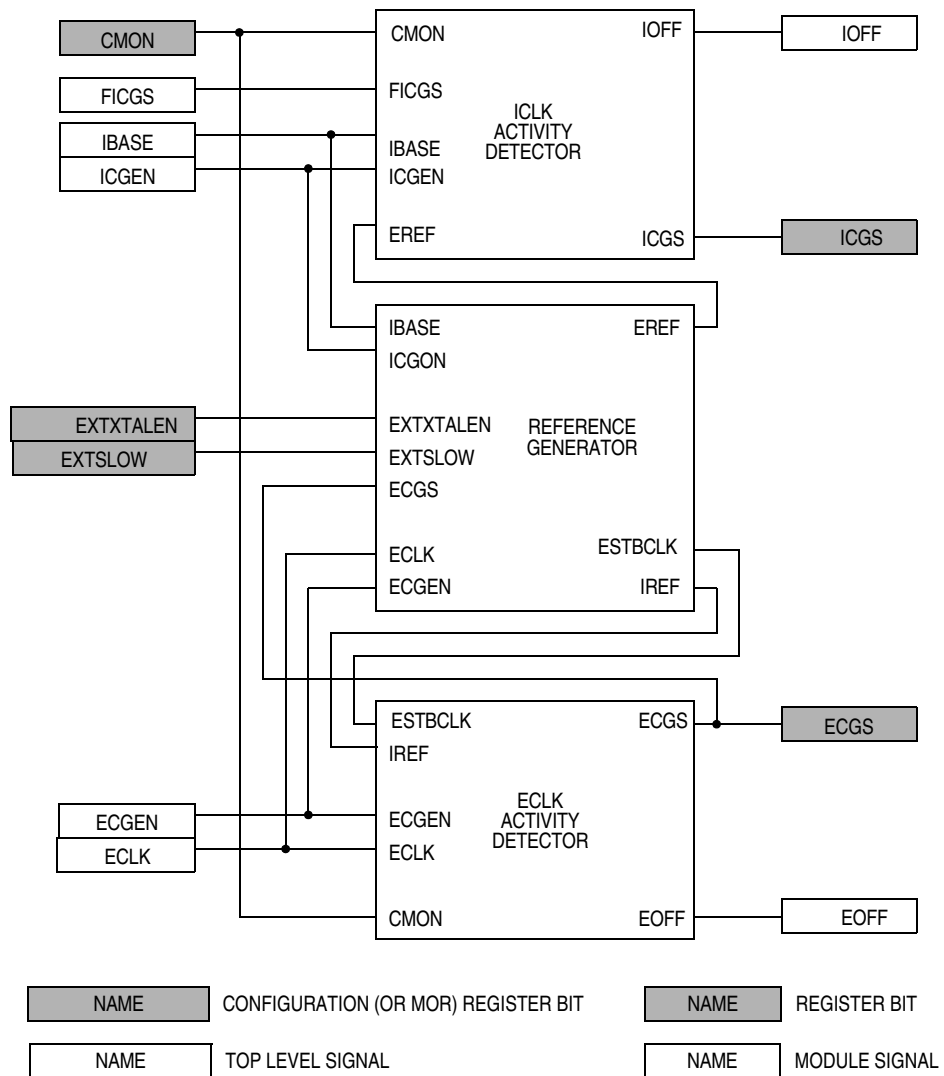 CMON
FICGS
IBASE
ICGEN
CMON
FICGS
IBASE
ICGEN
EREF
ICLK
ACTIVITY
DETECTOR
IOFF
ICGS
IOFF
ICGS
EXTXTALEN
EXTSLOW
IBASE
ICGON
EXTXTALEN
EXTSLOW
ECGS
ECLK
ECGEN
REFERENCE
GENERATOR
EREF
ESTBCLK
IREF
ECGEN
ECLK
ESTBCLK
IREF
ECGEN
ECLK
CMON
ECLK
ACTIVITY
DETECTOR
ECGS
EOFF
ECGS
EOFF
NAME CONFIGURATION (OR MOR) REGISTER BIT
NAME REGISTER BIT
NAME TOP LEVEL SIGNAL
NAME MODULE SIGNAL